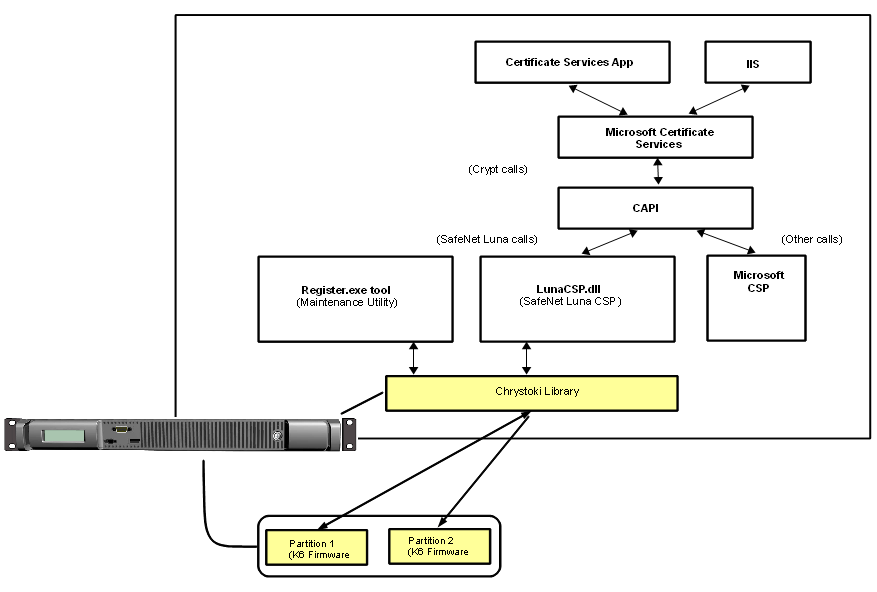 Certificate Services App
IIS
Microsoft Certificate
Services
(Crypt calls)
CAPI
(SafeNet Luna calls)
(Other calls)
Register.exe tool
(Maintenance Utility)
LunaCSP.dll
(SafeNet Luna CSP)
Microsoft
CSP
Chrystoki Library
Partition 1
(K6 Firmware
Partition 2
(K6 Firmware